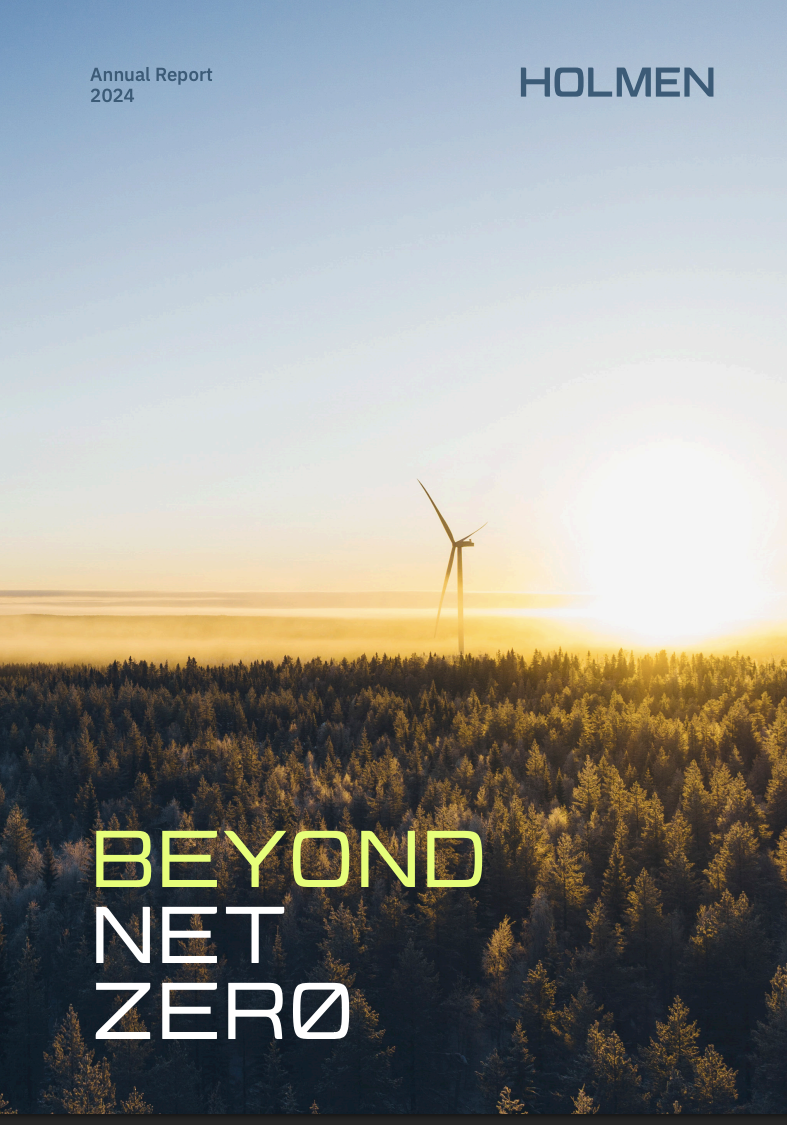 Annual Report
2024
HOLMEN
BEYOND
NET
ZERØ